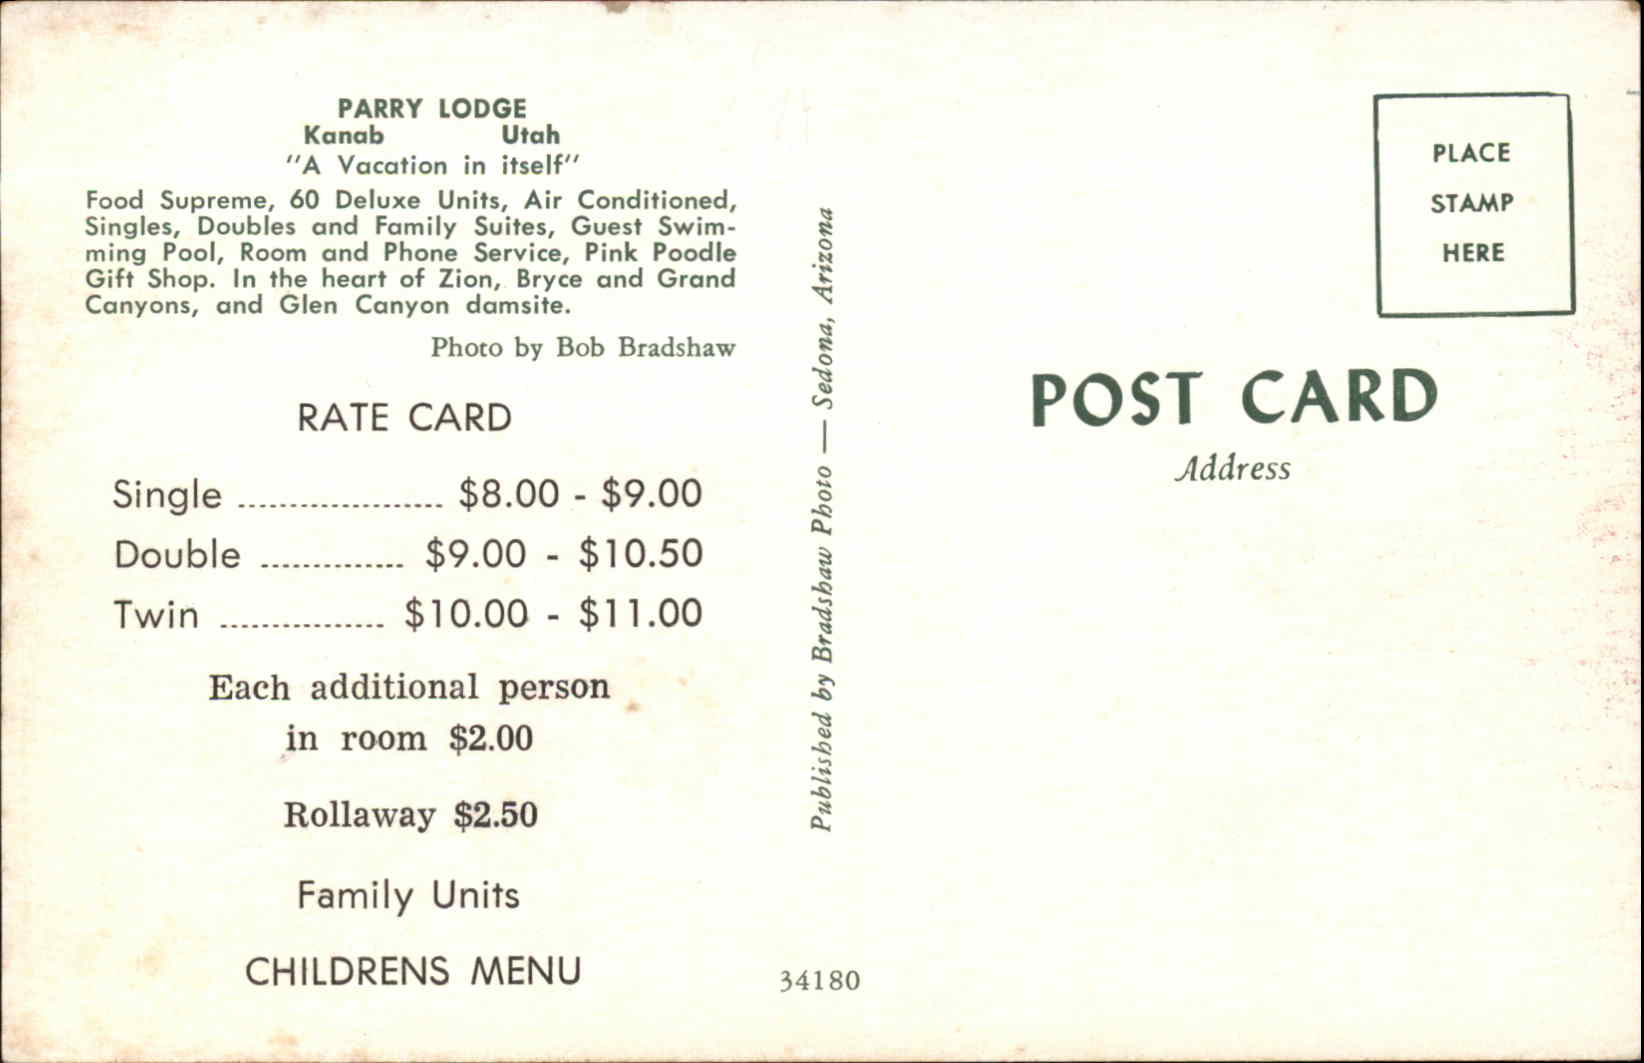 PARRY LODGE
Kanab Utah
"A Vacation in itself"
Food Supreme, 60 Deluxe Units, Air Conditioned,
Singles, Doubles and Family Suites, Guest Swim-
ming Pool, Room and Phone Service, Pink Poodle
Gift Shop. In the heart of Zion, Bryce and Grand
Canyons, and Glen Canyon damsite.
Photo by Bob Bradshaw
RATE CARD
Single .................... $8.00 - $9.00
Double .............. $9.00 - $10.50
Twin ................ $10.00 - $11.00
Each additional person
in room $2.00
Rollaway $2.50
Family Units
CHILDRENS MENU
Published by Bradshaw Photo — Sedona, Arizona
34180
PLACE
STAMP
HERE
POST CARD
Address